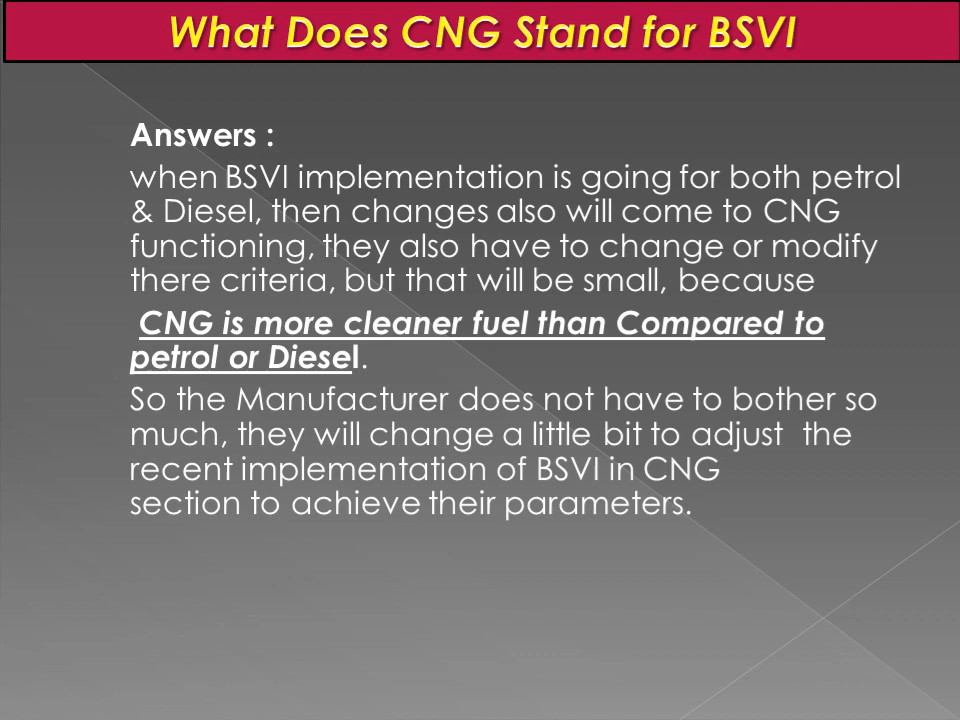 What Does CNG Stand for BSVI
Answers :
when BSVI implementation is going for both petrol
& Diesel, then changes also will come to CNG
functioning, they also have to change or modify
there criteria, but that will be small, because
CNG is more cleaner fuel than Compared to
petrol or Diesel.
So the Manufacturer does not have to bother so
much, they will change a little bit to adjust  the
recent implementation of BSVI in CNG
section to achieve their parameters.